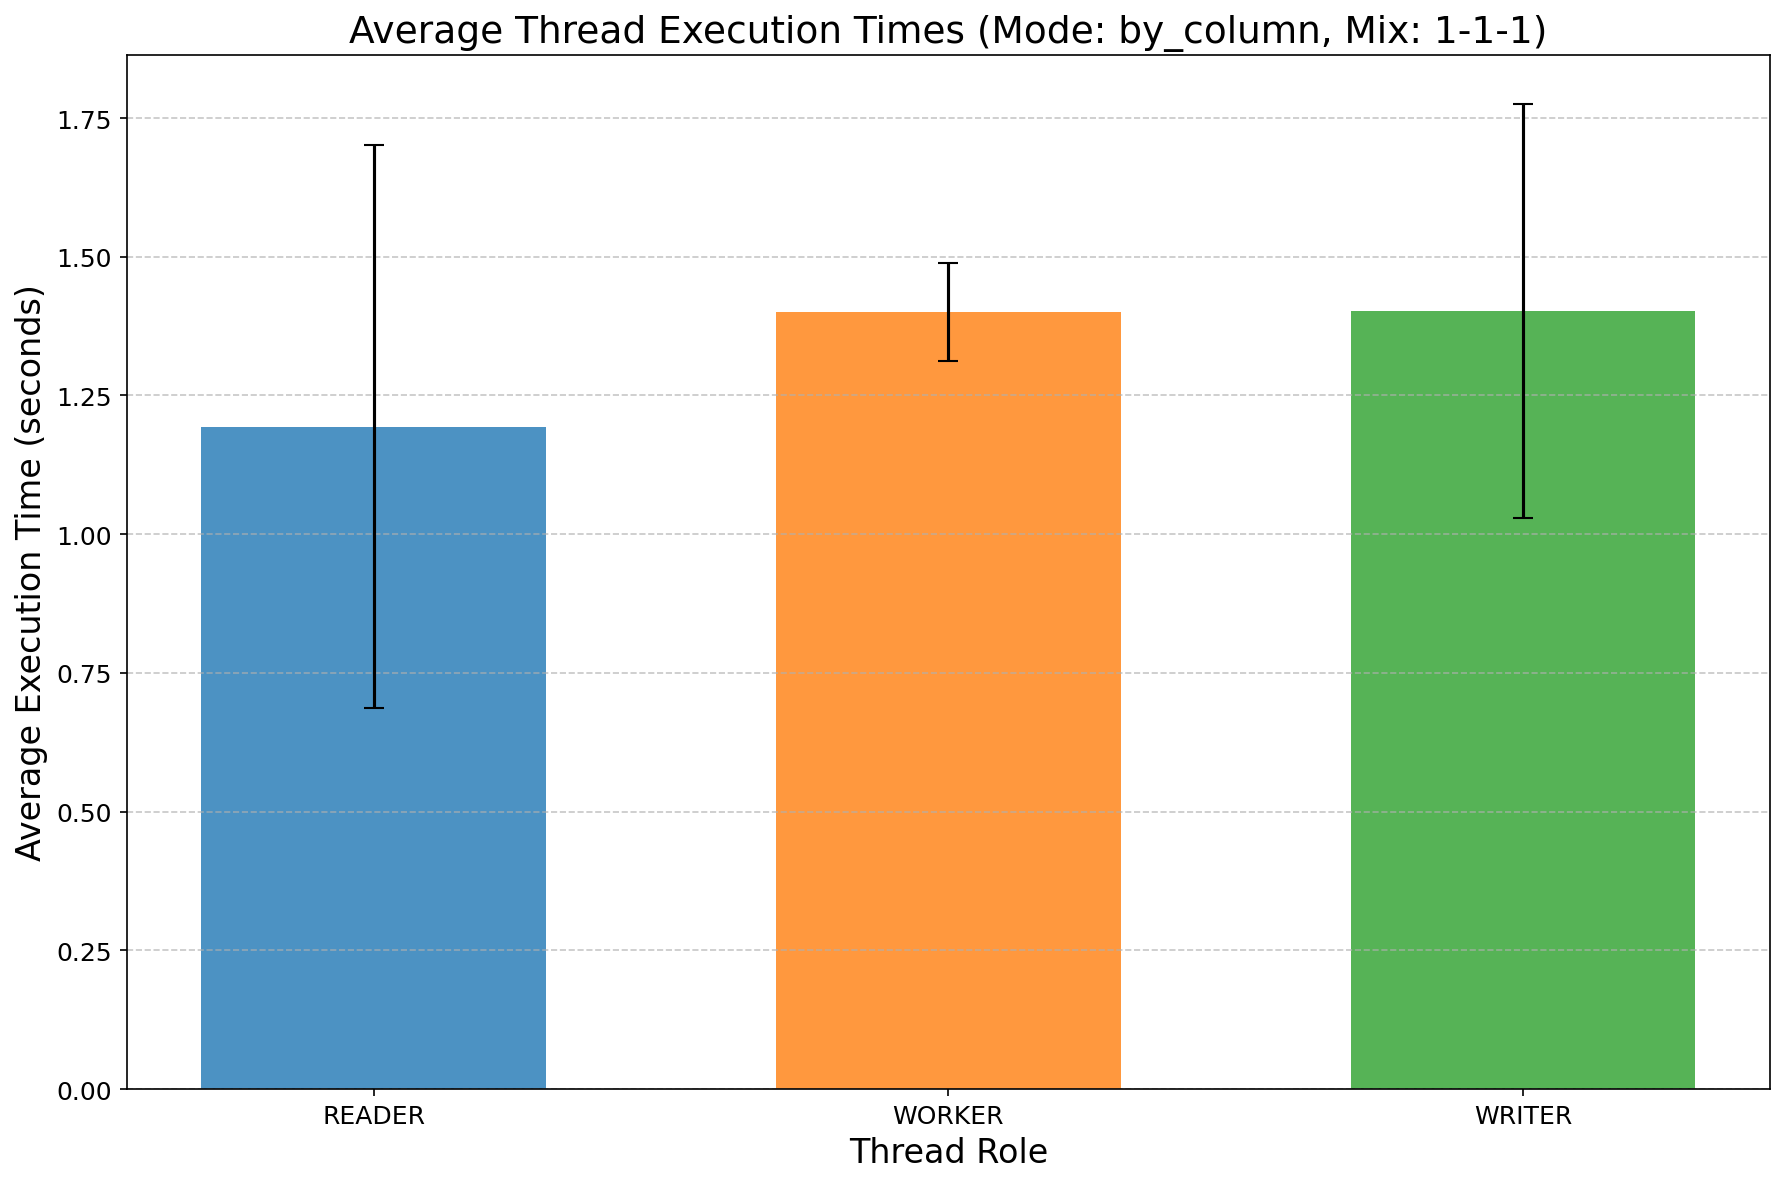 Average Thread Execution Times (Mode: by_column, Mix: 1-1-1)
Average Execution Time (seconds)
1.75
1.50
1.25
1.00
0.75
0.50
0.25
0.00
READER
WORKER
WRITER
Thread Role